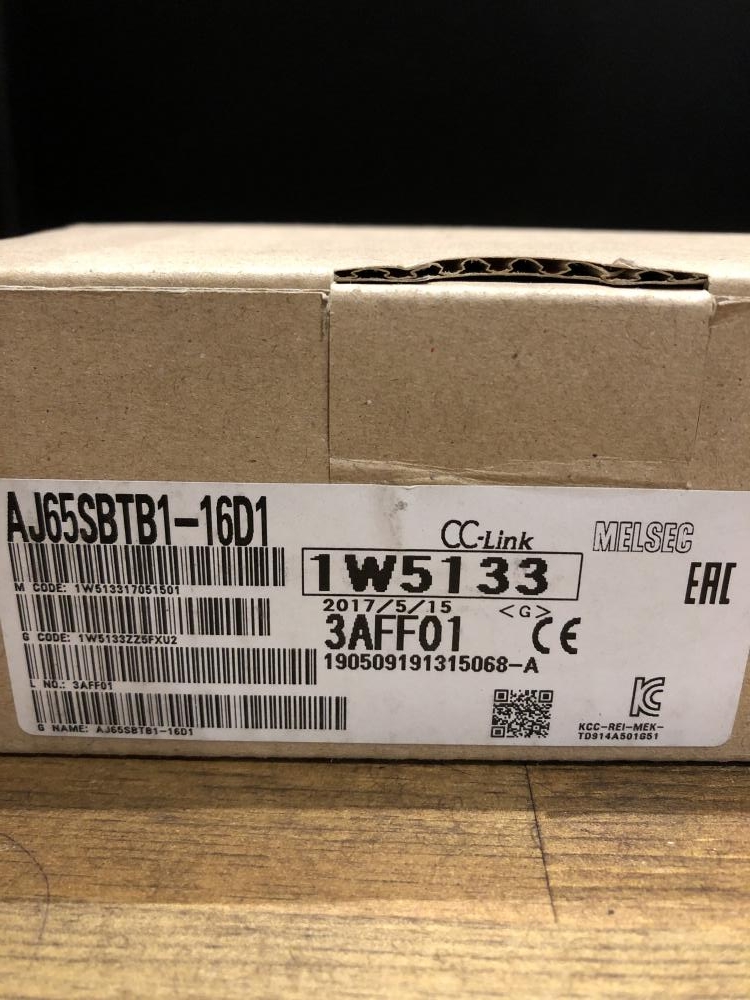 AJ65SBTB1-16D1
M CODE: 1W513317051501
G CODE: 1W5133ZZ5FXU2
L NO.: 3AFF01
G NAME: AJ65SBTB1-16D1
CC-Link
MELSEC
1W5133
EAC
2017/5/15 <G>
3AFF01
CE
190509191315068-A
KC
KCC-REI-MEK-
TD914A501G51